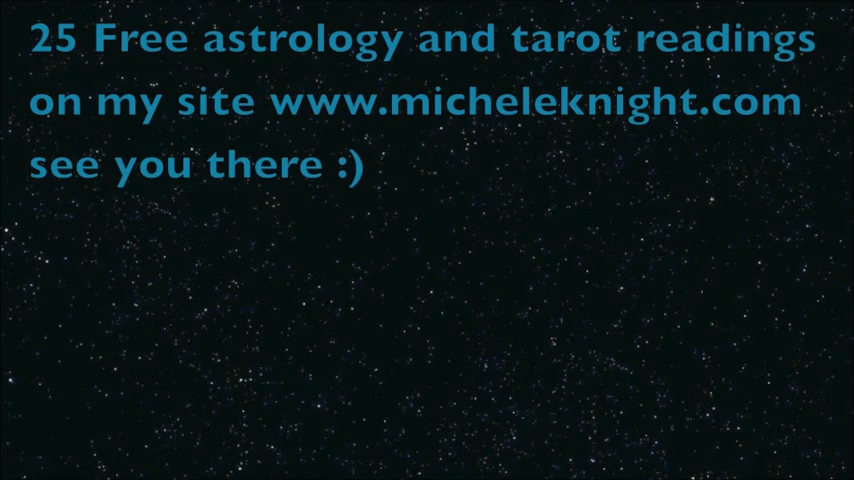 25 Free astrology and tarot readings
on my site www.micheleknight.com
see you there :)